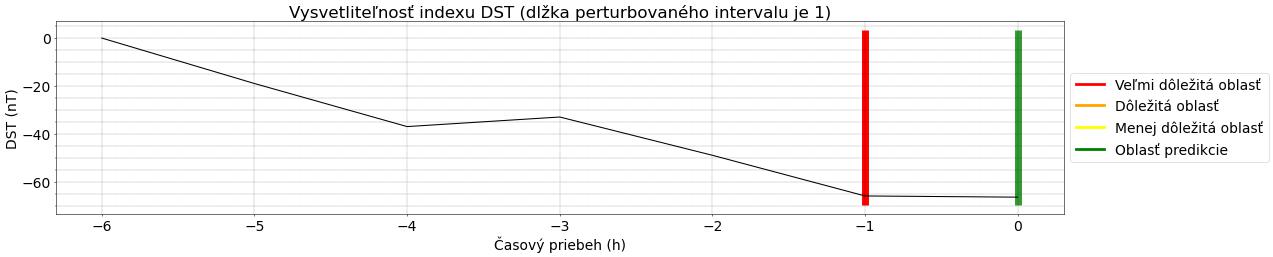 Vysvetliteľnosť indexu DST (dlžka perturbovaného intervalu je 1)
DST (nT)
0
−20
−40
−60
−6
−5
−4
−3
−2
−1
0
Časový priebeh (h)
Veľmi dôležitá oblasť
Dôležitá oblasť
Menej dôležitá oblasť
Oblasť predikcie